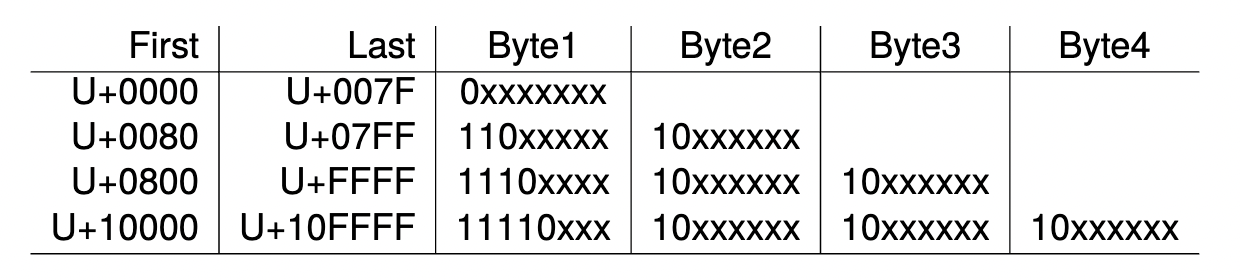 First Last Byte1 Byte2 Byte3 Byte4
U+0000 U+007F 0xxxxxxx
U+0080 U+07FF 110xxxxx 10xxxxxx
U+0800 U+FFFF 1110xxxx 10xxxxxx 10xxxxxx
U+10000 U+10FFFF 11110xxx 10xxxxxx 10xxxxxx 10xxxxxx